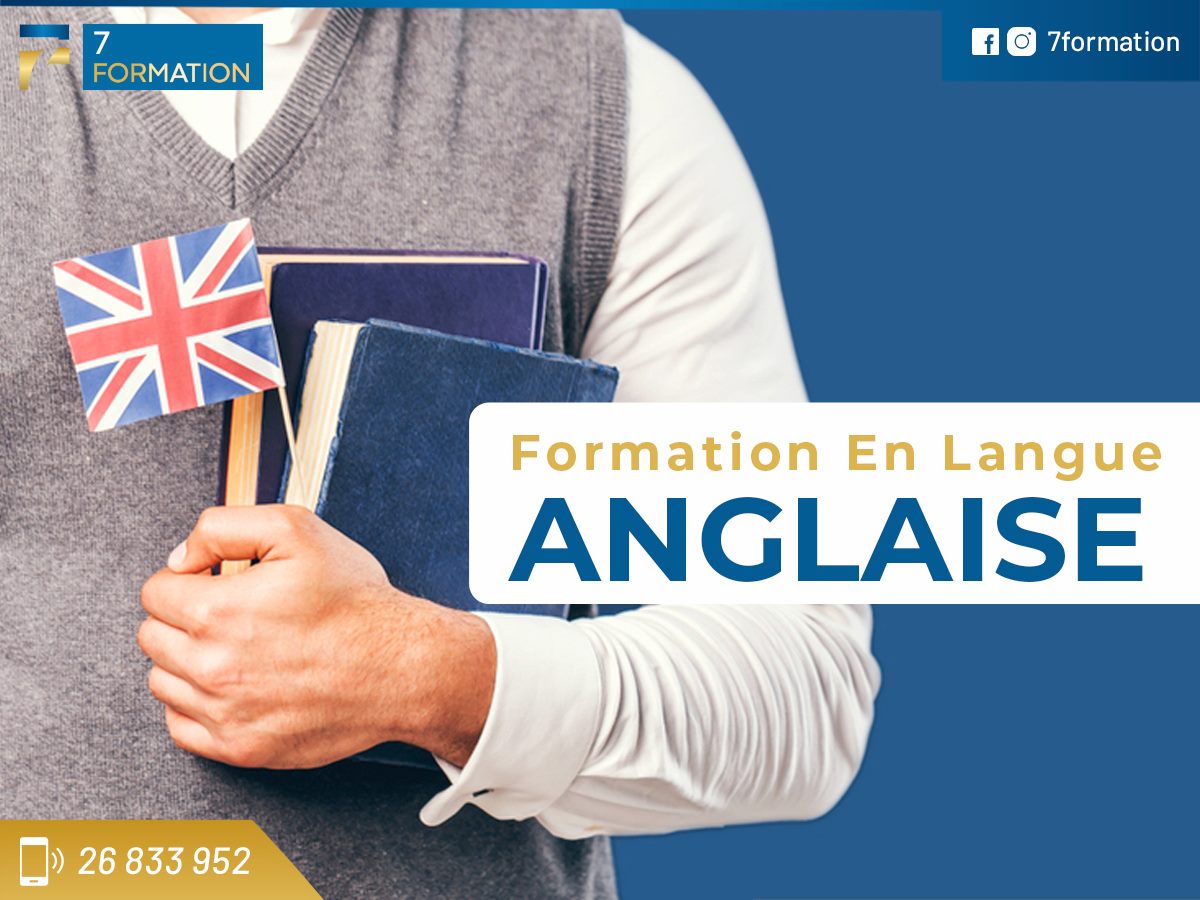 7
FORMATION
7formation
Formation En Langue
ANGLAISE
26 833 952